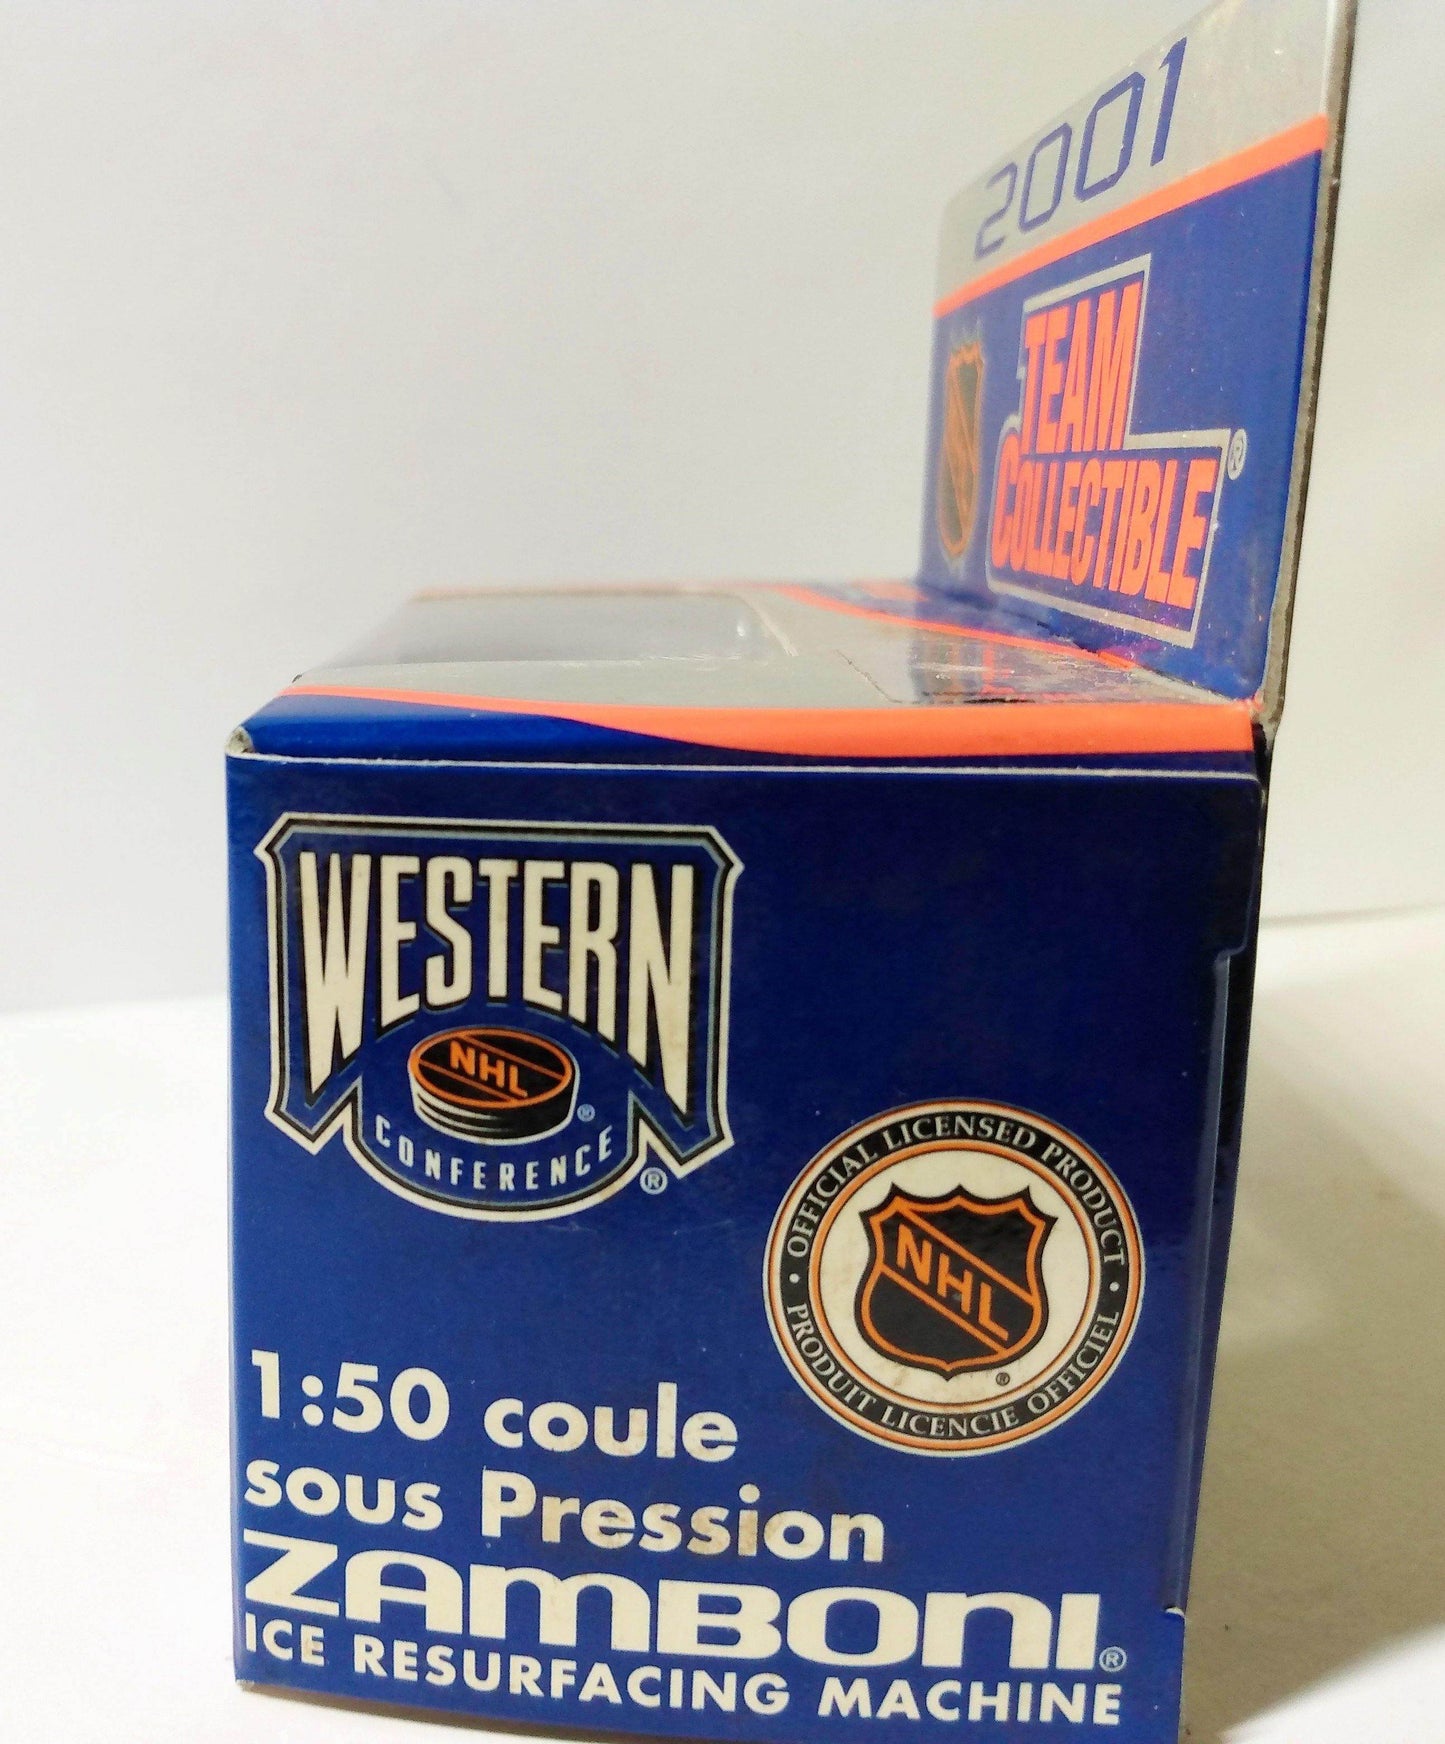 2001
TEAM
COLLECTIBLE®
WESTERN
NHL
®
CONFERENCE
®
OFFICIAL LICENSED PRODUCT
NHL
®
• PRODUIT LICENCIE OFFICIEL •
1:50 coule
sous Pression
ZAMBONI®
ICE RESURFACING MACHINE